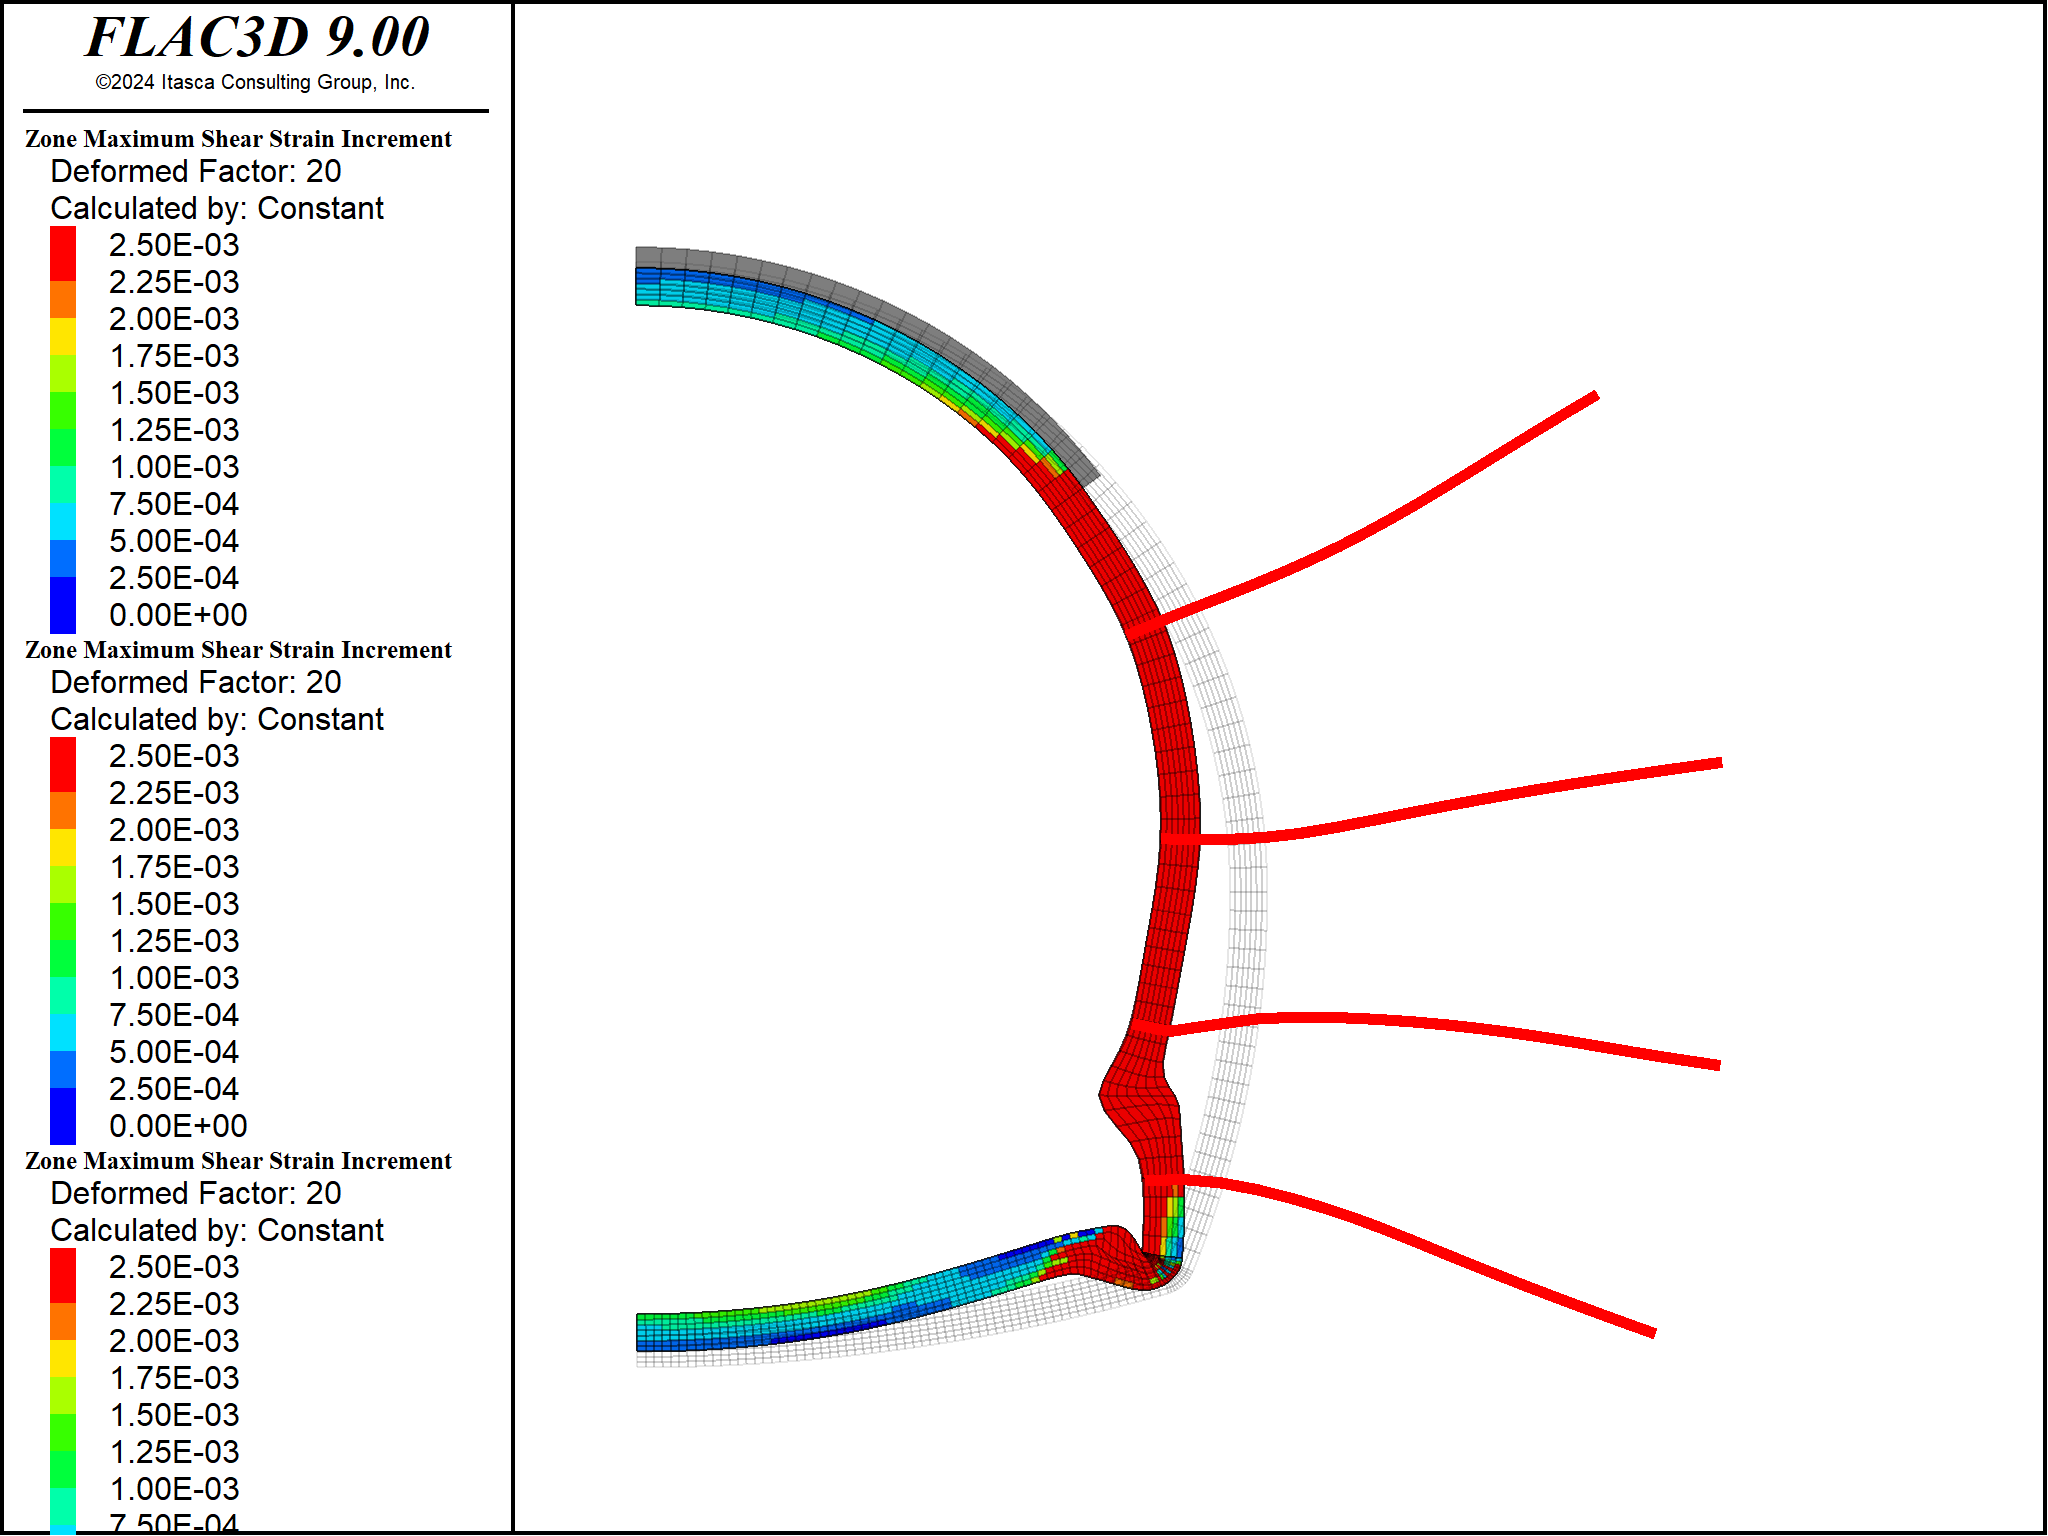 FLAC3D 9.00
©2024 Itasca Consulting Group, Inc.
Zone Maximum Shear Strain Increment
Deformed Factor: 20
Calculated by: Constant
2.50E-03
2.25E-03
2.00E-03
1.75E-03
1.50E-03
1.25E-03
1.00E-03
7.50E-04
5.00E-04
2.50E-04
0.00E+00
Zone Maximum Shear Strain Increment
Deformed Factor: 20
Calculated by: Constant
2.50E-03
2.25E-03
2.00E-03
1.75E-03
1.50E-03
1.25E-03
1.00E-03
7.50E-04
5.00E-04
2.50E-04
0.00E+00
Zone Maximum Shear Strain Increment
Deformed Factor: 20
Calculated by: Constant
2.50E-03
2.25E-03
2.00E-03
1.75E-03
1.50E-03
1.25E-03
1.00E-03
7.50E-04